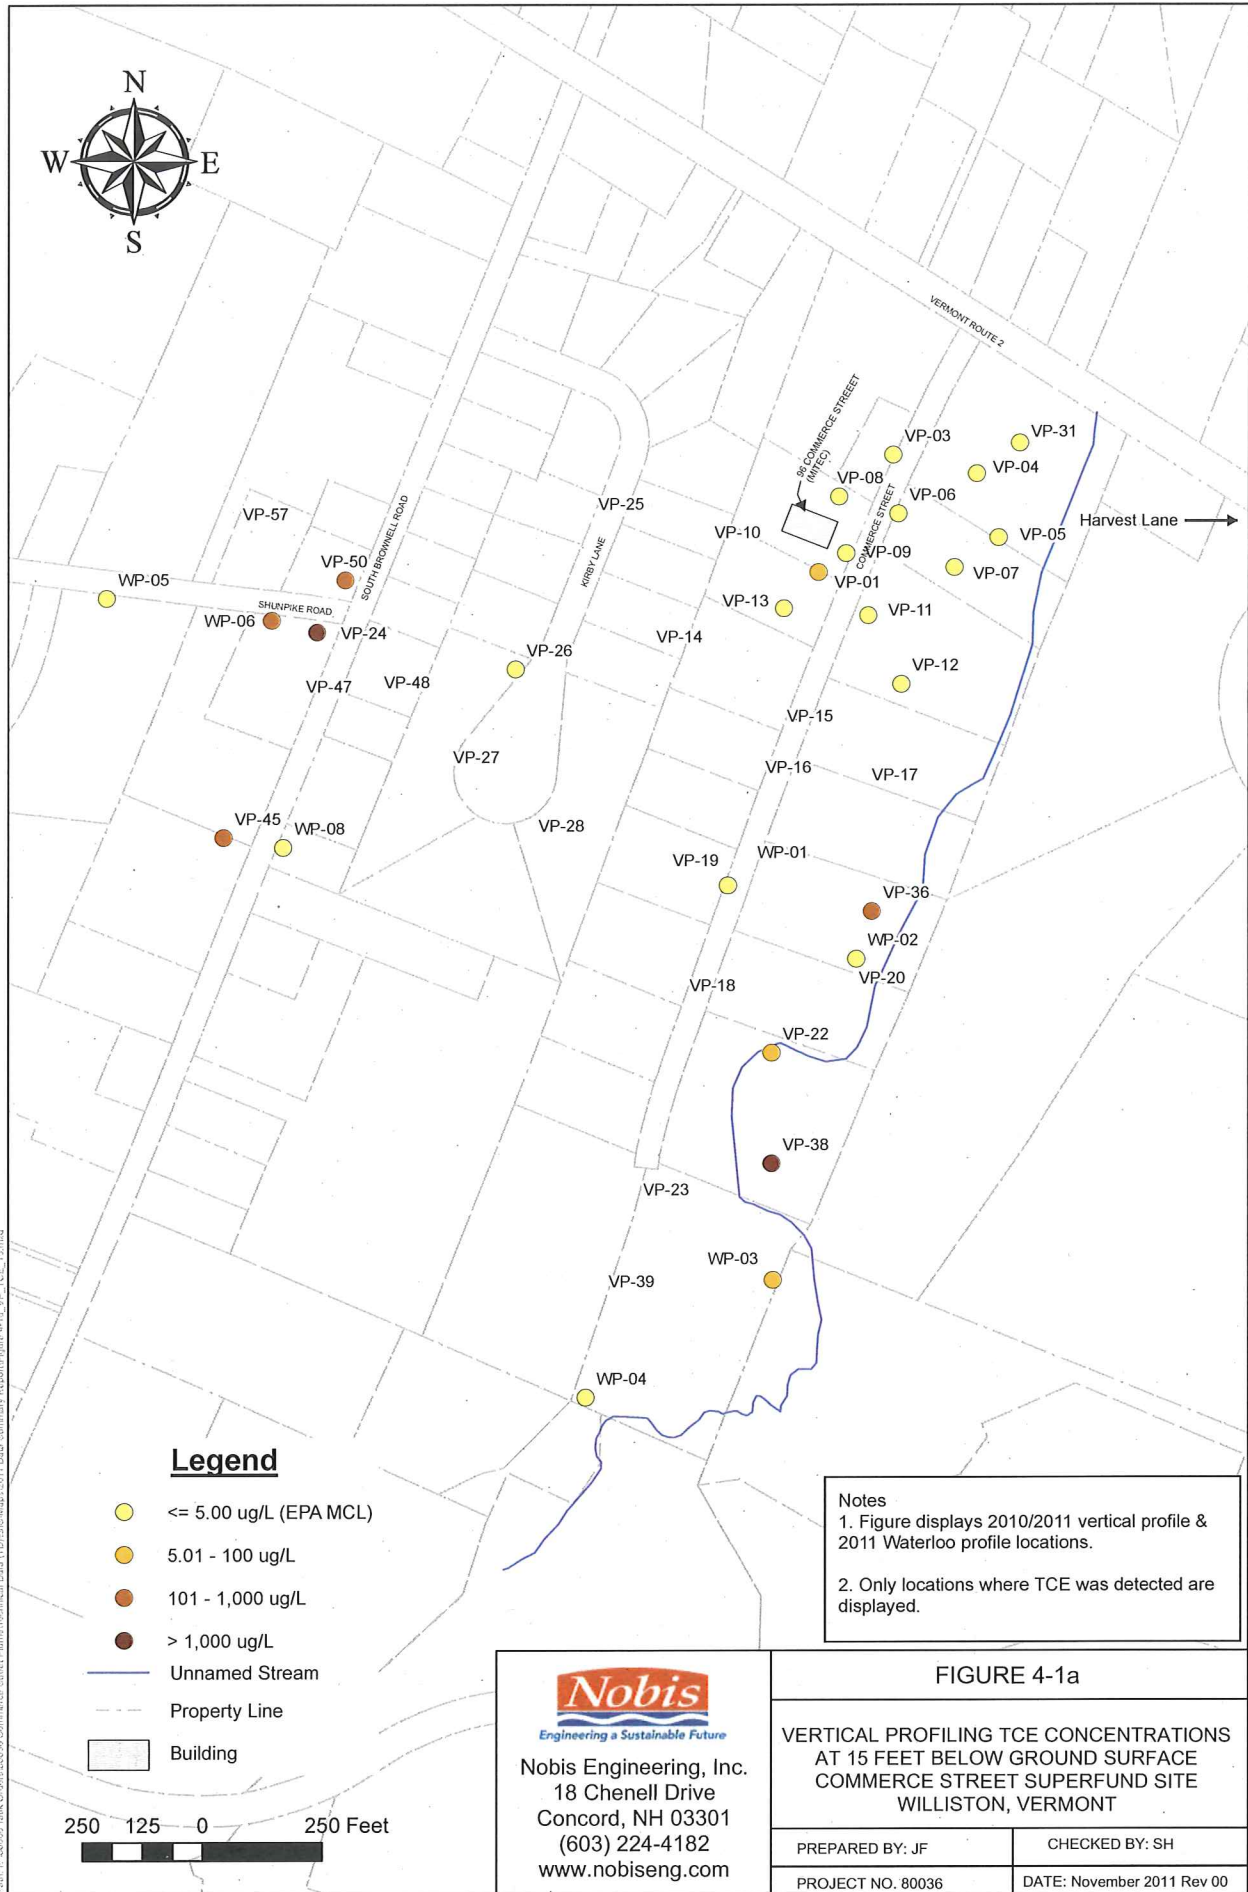 N
W
E
S
VERMONT ROUTE 2
96 COMMERCE STREEET
(MITEC)
VP-03
VP-31
VP-04
VP-08
VP-06
VP-25
VP-57
Harvest Lane
VP-10
COMMERCE STREET
VP-05
VP-09
SOUTH BROWNELL ROAD
VP-50
KIRBY LANE
VP-07
WP-05
VP-01
SHUNPIKE ROAD
VP-13
VP-11
WP-06
VP-24
VP-14
VP-26
VP-12
VP-47
VP-48
VP-15
VP-27
VP-16
VP-17
VP-45
WP-08
VP-28
WP-01
VP-19
VP-36
WP-02
VP-20
VP-18
VP-22
VP-38
VP-23
WP-03
VP-39
WP-04
Legend
<= 5.00 ug/L (EPA MCL)
5.01 - 100 ug/L
101 - 1,000 ug/L
> 1,000 ug/L
Unnamed Stream
Property Line
Building
250 125 0 250 Feet
Notes
1. Figure displays 2010/2011 vertical profile &
2011 Waterloo profile locations.
2. Only locations where TCE was detected are
displayed.
Nobis
Engineering a Sustainable Future
Nobis Engineering, Inc.
18 Chenell Drive
Concord, NH 03301
(603) 224-4182
www.nobiseng.com
FIGURE 4-1a
VERTICAL PROFILING TCE CONCENTRATIONS
AT 15 FEET BELOW GROUND SURFACE
COMMERCE STREET SUPERFUND SITE
WILLISTON, VERMONT
PREPARED BY: JF
CHECKED BY: SH
PROJECT NO. 80036
DATE: November 2011 Rev 00